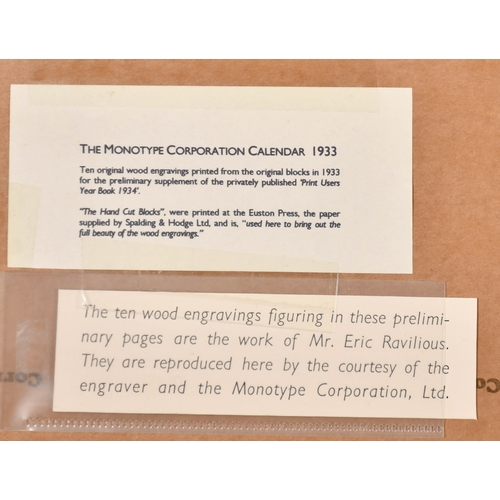 THE MONOTYPE CORPORATION CALENDAR 1933
Ten original wood engravings printed from the original blocks in 1933
for the preliminary supplement of the privately published 'Print Users
Year Book 1934'.
"The Hand Cut Blocks", were printed at the Euston Press, the paper
supplied by Spalding & Hodge Ltd, and is, "used here to bring out the
full beauty of the wood engravings."
The ten wood engravings figuring in these prelimi-
nary pages are the work of Mr. Eric Ravilious.
They are reproduced here by the courtesy of the
engraver and the Monotype Corporation, Ltd.